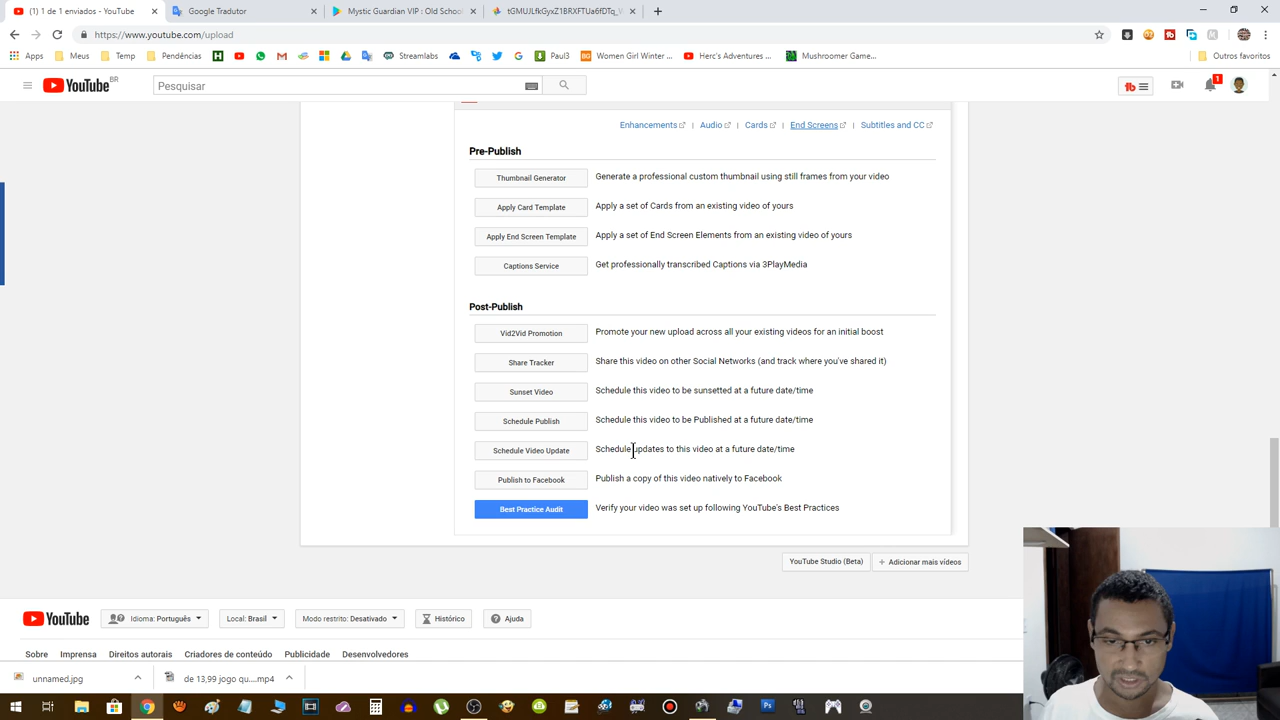 (1) 1 de 1 enviados - YouTube
Google Tradutor
Mystic Guardian VIP : Old Scho
tGMUJLfkGyxZ1BRXFTUa6fDTq_
https://www.youtube.com/upload
Apps
Meus
Temp
Pendências
Streamlabs
Paul3
Women Girl Winter ...
Herc's Adventures ...
Mushroomer Game...
Outros favoritos
YouTube BR
Pesquisar
1
Enhancements | Audio | Cards | End Screens | Subtitles and CC
Pre-Publish
Thumbnail Generator Generate a professional custom thumbnail using still frames from your video
Apply Card Template Apply a set of Cards from an existing video of yours
Apply End Screen Template Apply a set of End Screen Elements from an existing video of yours
Captions Service Get professionally transcribed Captions via 3PlayMedia
Post-Publish
Vid2Vid Promotion Promote your new upload across all your existing videos for an initial boost
Share Tracker Share this video on other Social Networks (and track where you've shared it)
Sunset Video Schedule this video to be sunsetted at a future date/time
Schedule Publish Schedule this video to be Published at a future date/time
Schedule Video Update Schedule updates to this video at a future date/time
Publish to Facebook Publish a copy of this video natively to Facebook
Best Practice Audit Verify your video was set up following YouTube's Best Practices
YouTube Studio (Beta) + Adicionar mais vídeos
YouTube Idioma: Português Local: Brasil Modo restrito: Desativado Histórico Ajuda
Sobre Imprensa Direitos autorais Criadores de conteúdo Publicidade Desenvolvedores
unnamed.jpg
de 13,99 jogo qu....mp4